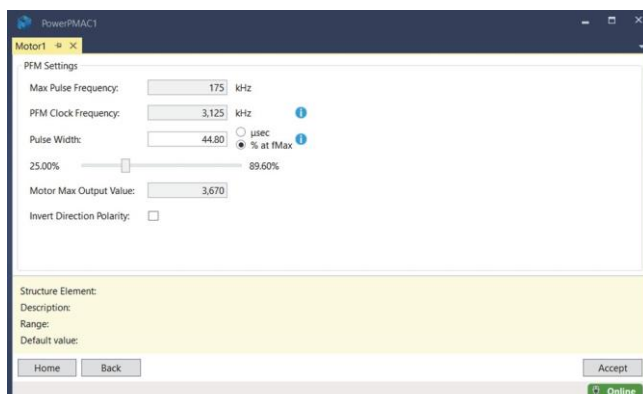 PowerPMAC1
Motor1
PFM Settings
Max Pulse Frequency: 175 kHz
PFM Clock Frequency: 3,125 kHz
Pulse Width: 44.80 µsec
% at fMax
25.00% 89.60%
Motor Max Output Value: 3,670
Invert Direction Polarity:
Structure Element:
Description:
Range:
Default value:
Home Back Accept
Online